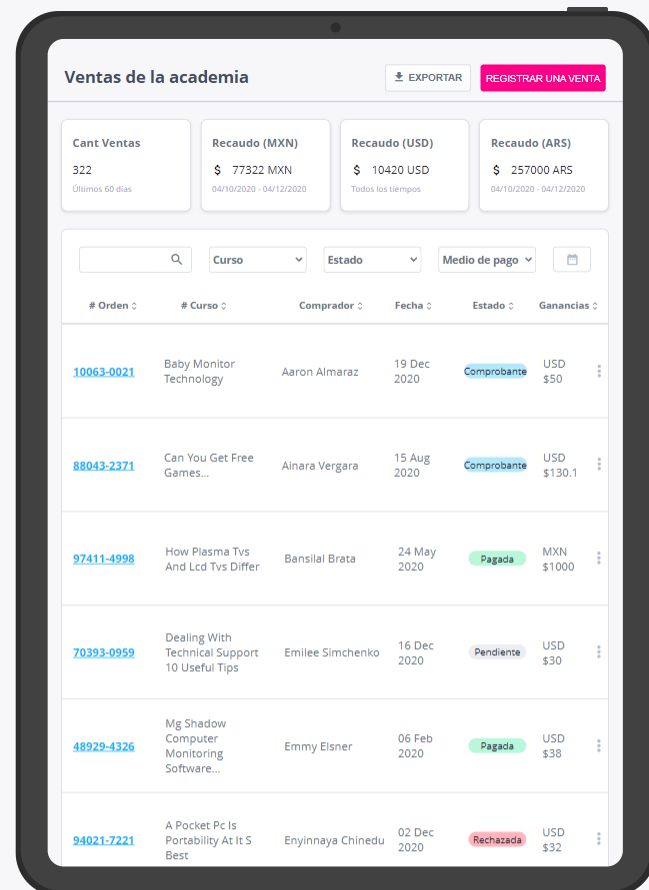 Ventas de la academia
EXPORTAR
REGISTRAR UNA VENTA
Cant Ventas
322
Últimos 60 días
Recaudo (MXN)
$ 77322 MXN
04/10/2020 - 04/12/2020
Recaudo (USD)
$ 10420 USD
Todos los tiempos
Recaudo (ARS)
$ 257000 ARS
04/10/2020 - 04/12/2020
Curso
Estado
Medio de pago
# Orden
# Curso
Comprador
Fecha
Estado
Ganancias
10063-0021
Baby Monitor
Technology
Aaron Almaraz
19 Dec
2020
Comprobante
USD
$50
88043-2371
Can You Get Free
Games...
Ainara Vergara
15 Aug
2020
Comprobante
USD
$130.1
97411-4998
How Plasma Tvs
And Lcd Tvs Differ
Bansilal Brata
24 May
2020
Pagada
MXN
$1000
70393-0959
Dealing With
Technical Support
10 Useful Tips
Emilee Simchenko
16 Dec
2020
Pendiente
USD
$30
48929-4326
Mg Shadow
Computer
Monitoring
Software...
Emmy Elsner
06 Feb
2020
Pagada
USD
$38
94021-7221
A Pocket Pc Is
Portability At It S
Best
Enyinnaya Chinedu
02 Dec
2020
Rechazada
USD
$32